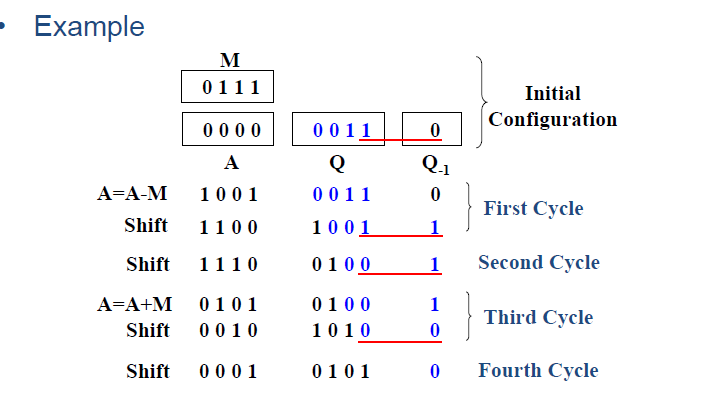 • Example
M
0 1 1 1
Initial
Configuration
0 0 0 0 0 0 1 1 0
A Q Q-1
A=A-M 1 0 0 1 0 0 1 1 0
First Cycle
Shift 1 1 0 0 1 0 0 1 1
Shift 1 1 1 0 0 1 0 0 1 Second Cycle
A=A+M 0 1 0 1 0 1 0 0 1
Third Cycle
Shift 0 0 1 0 1 0 1 0 0
Shift 0 0 0 1 0 1 0 1 0 Fourth Cycle